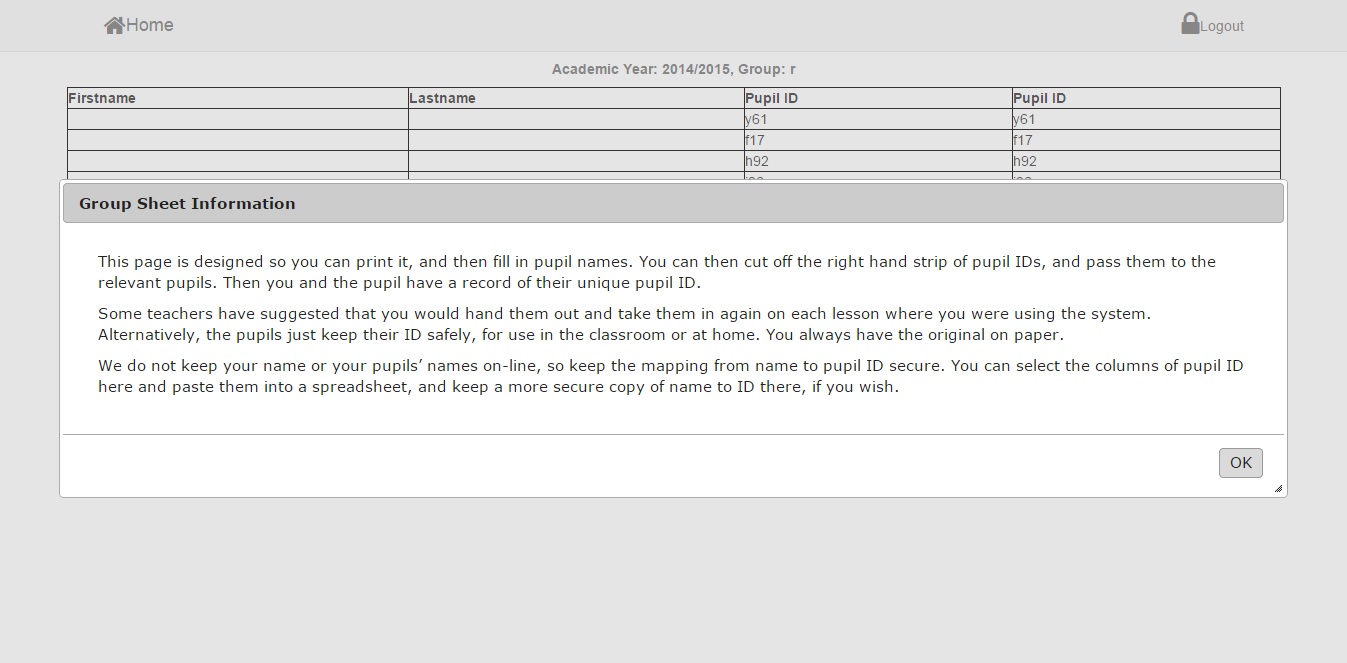 Home Logout
Academic Year: 2014/2015, Group: r
Firstname Lastname Pupil ID Pupil ID
y61 y61
f17 f17
h92 h92
Group Sheet Information
This page is designed so you can print it, and then fill in pupil names. You can then cut off the right hand strip of pupil IDs, and pass them to the
relevant pupils. Then you and the pupil have a record of their unique pupil ID.
Some teachers have suggested that you would hand them out and take them in again on each lesson where you were using the system.
Alternatively, the pupils just keep their ID safely, for use in the classroom or at home. You always have the original on paper.
We do not keep your name or your pupils’ names on-line, so keep the mapping from name to pupil ID secure. You can select the columns of pupil ID
here and paste them into a spreadsheet, and keep a more secure copy of name to ID there, if you wish.
OK